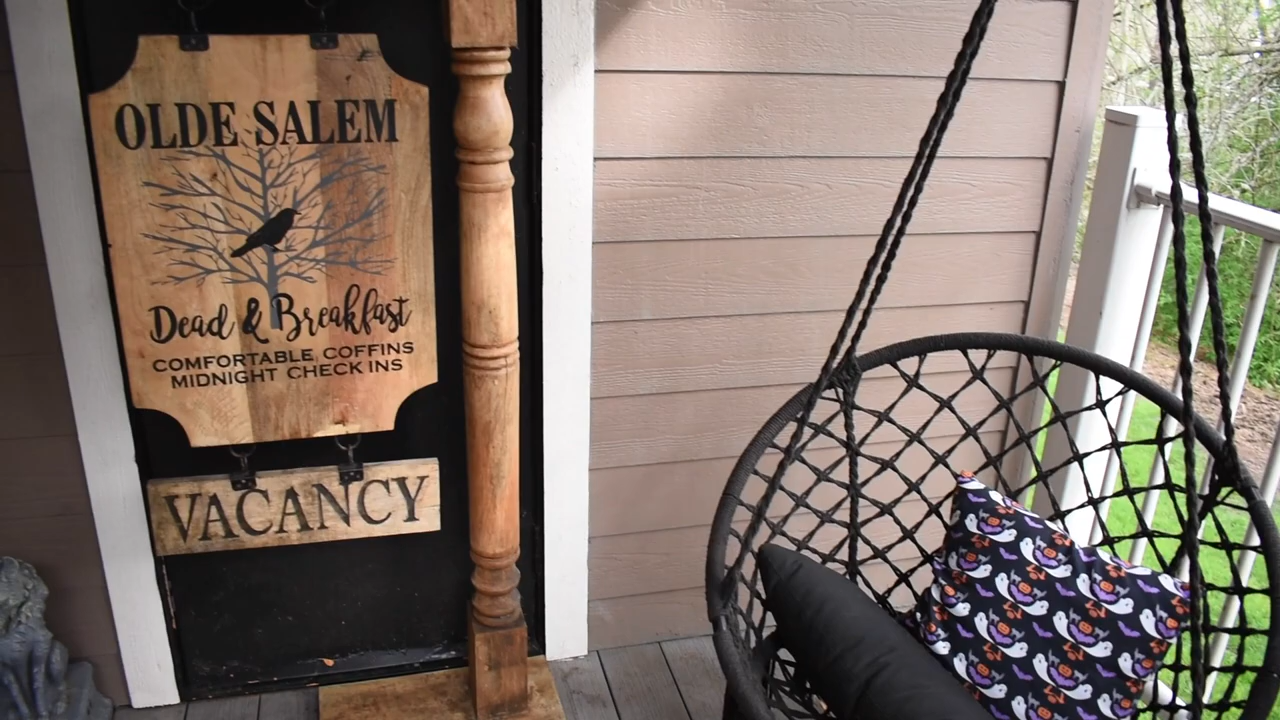 OLDE SALEM
Dead & Breakfast
COMFORTABLE COFFINS
MIDNIGHT CHECK INS
VACANCY